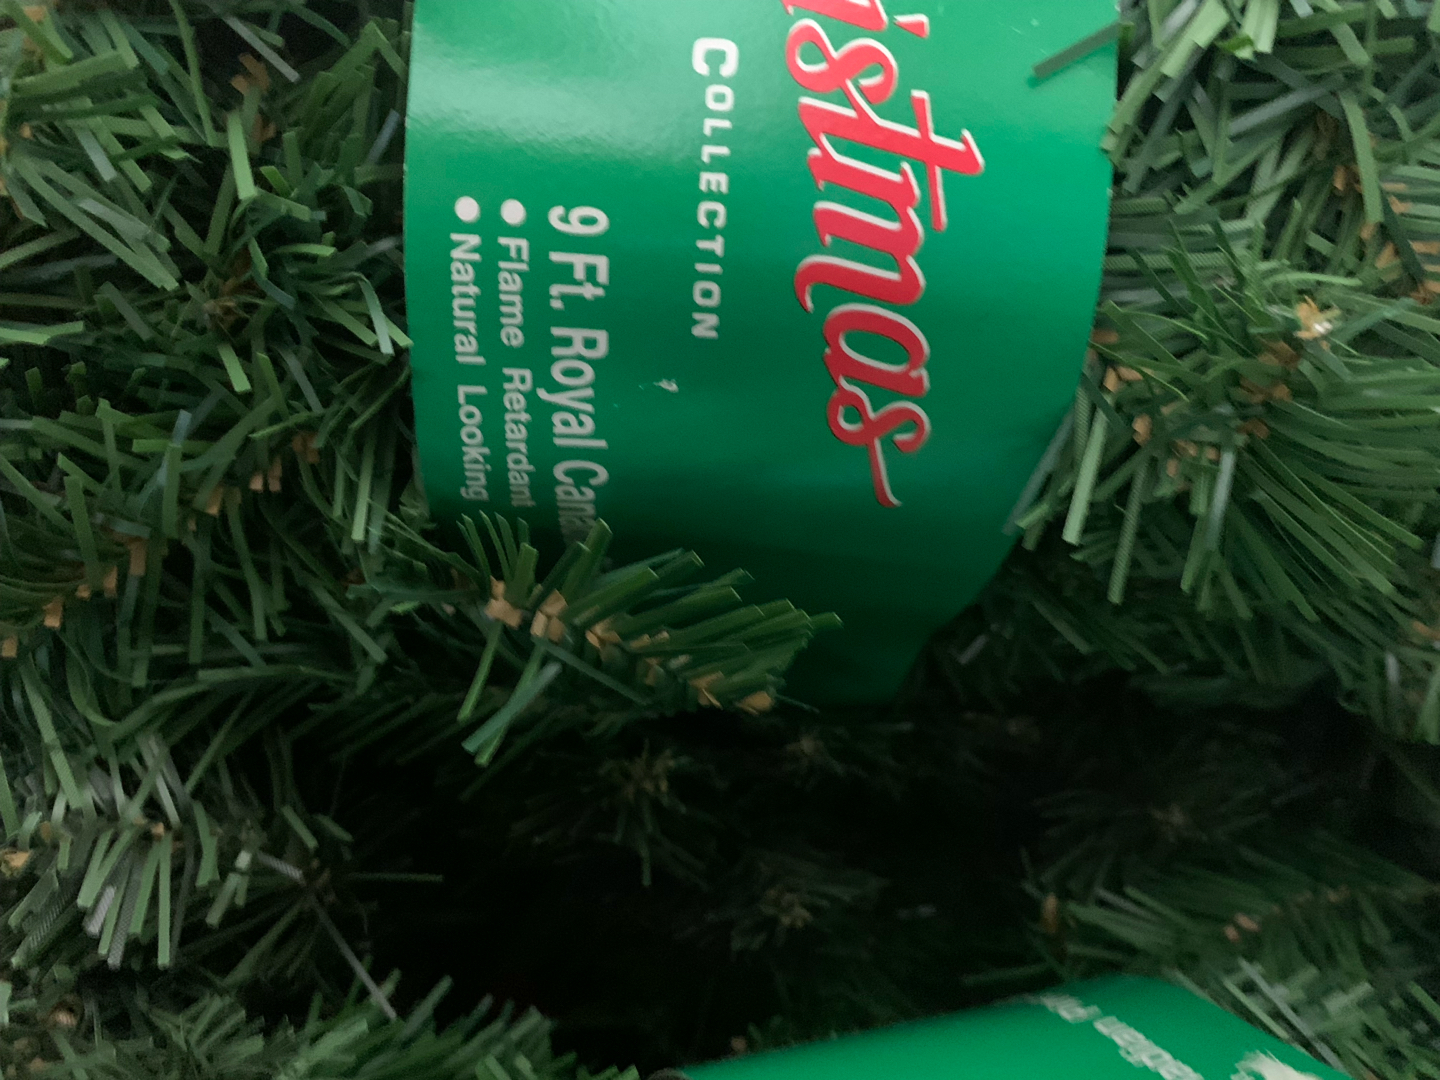 istmas
COLLECTION
9 Ft. Royal Cana
● Flame Retardant
● Natural Looking